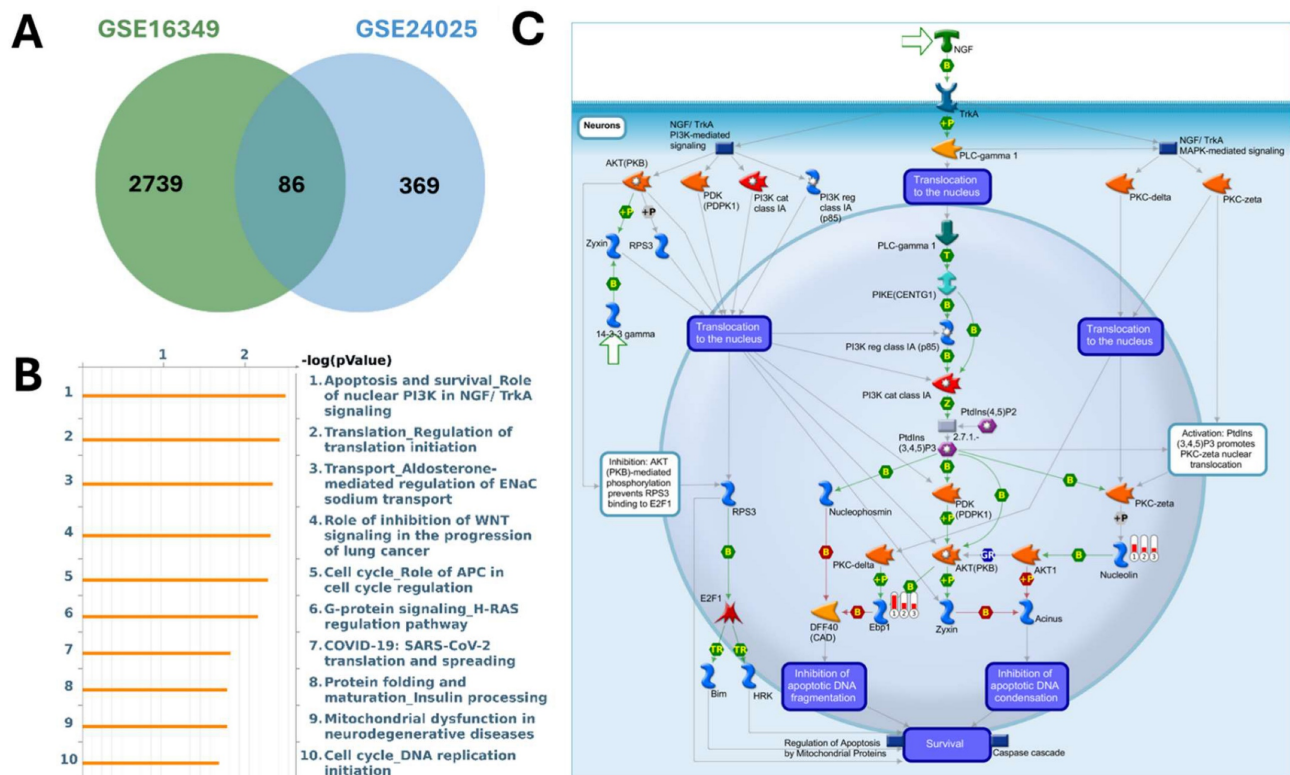 A
GSE16349
GSE24025
2739
86
369
B
1
2
-log(pValue)
1
2
3
4
5
6
7
8
9
10
1. Apoptosis and survival_Role
of nuclear PI3K in NGF/ TrkA
signaling
2. Translation_Regulation of
translation initiation
3. Transport_Aldosterone-
mediated regulation of ENaC
sodium transport
4. Role of inhibition of WNT
signaling in the progression
of lung cancer
5. Cell cycle_Role of APC in
cell cycle regulation
6. G-protein signaling_H-RAS
regulation pathway
7. COVID-19: SARS-CoV-2
translation and spreading
8. Protein folding and
maturation_Insulin processing
9. Mitochondrial dysfunction in
neurodegenerative diseases
10. Cell cycle_DNA replication
initiation
C
NGF
B
TrkA
+P
Neurons
NGF/ TrkA
PI3K-mediated
signaling
PLC-gamma 1
NGF/ TrkA
MAPK-mediated signaling
AKT(PKB)
PDK
(PDPK1)
PI3K cat
class IA
PI3K reg
class IA
(p85)
Translocation
to the nucleus
PKC-delta
PKC-zeta
+P
+P
Zyxin
RPS3
B
14-3-3 gamma
PLC-gamma 1
T
PIKE(CENTG1)
B
B
Translocation
to the nucleus
PI3K reg class IA (p85)
B
Translocation
to the nucleus
PI3K cat class IA
Z
PtdIns(4,5)P2
2.7.1.-
PtdIns
(3,4,5)P3
Activation: PtdIns
(3,4,5)P3 promotes
PKC-zeta nuclear
translocation
Inhibition: AKT
(PKB)-mediated
phosphorylation
prevents RPS3
binding to E2F1
B
B
B
B
RPS3
Nucleophosmin
PDK
(PDPK1)
PKC-zeta
+P
+P
B
B
PKC-delta
AKT(PKB)
GR
AKT1
B
Nucleolin
1 2 3
+P
B
+P
+P
E2F1
DFF40
(CAD)
B
Ebp1
1 2 3
Zyxin
B
Acinus
TR
TR
Bim
HRK
Inhibition of
apoptotic DNA
fragmentation
Inhibition of
apoptotic DNA
condensation
Regulation of Apoptosis
by Mitochondrial Proteins
Survival
Caspase cascade